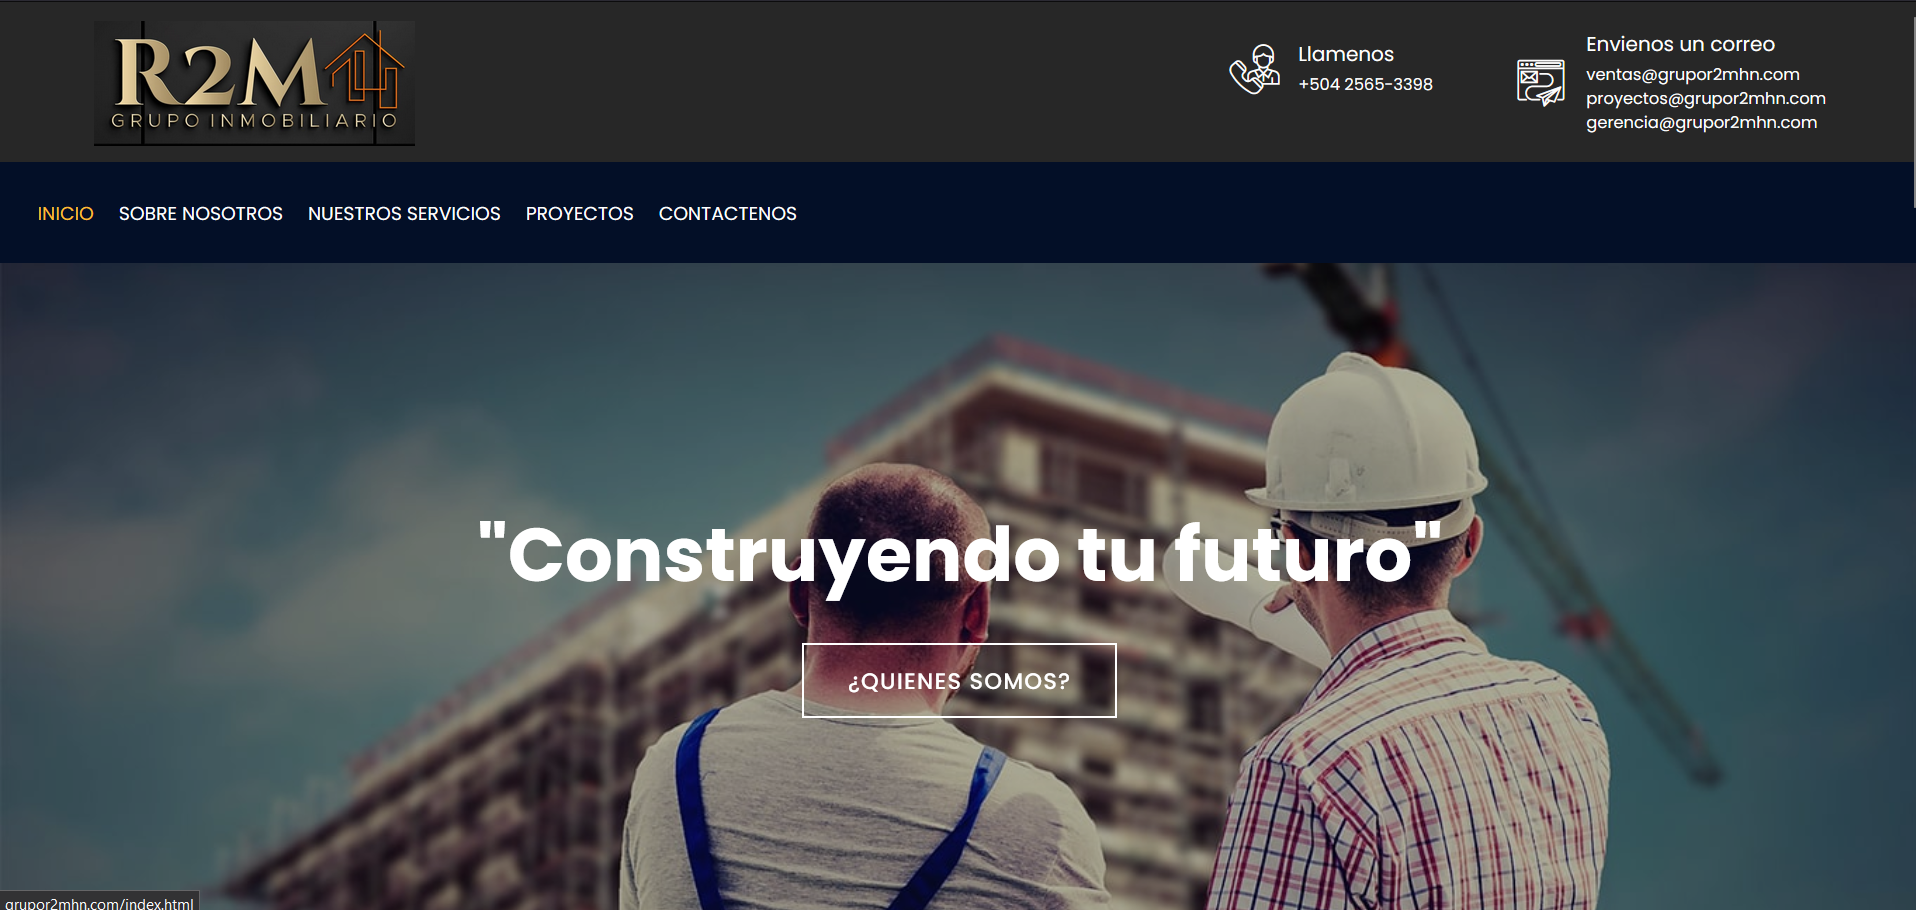 R2M
GRUPO INMOBILIARIO
Llamenos
+504 2565-3398
Envienos un correo
ventas@grupor2mhn.com
proyectos@grupor2mhn.com
gerencia@grupor2mhn.com
INICIO SOBRE NOSOTROS NUESTROS SERVICIOS PROYECTOS CONTACTENOS
"Construyendo tu futuro"
¿QUIENES SOMOS?
grupor2mhn.com/index.html